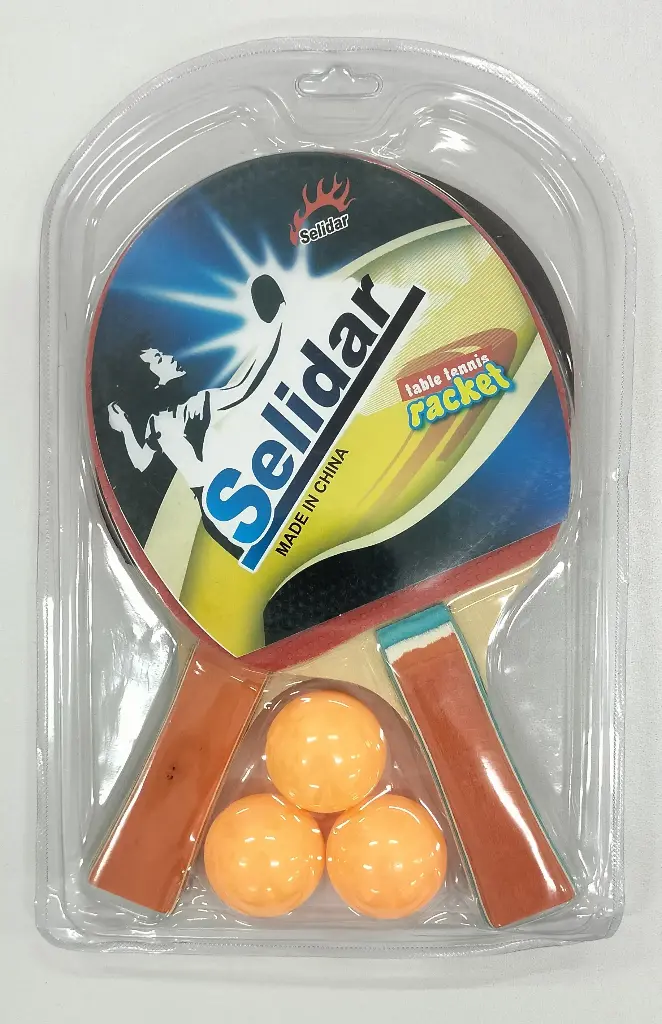 Selidar
Selidar
table tennis
racket
MADE IN CHINA